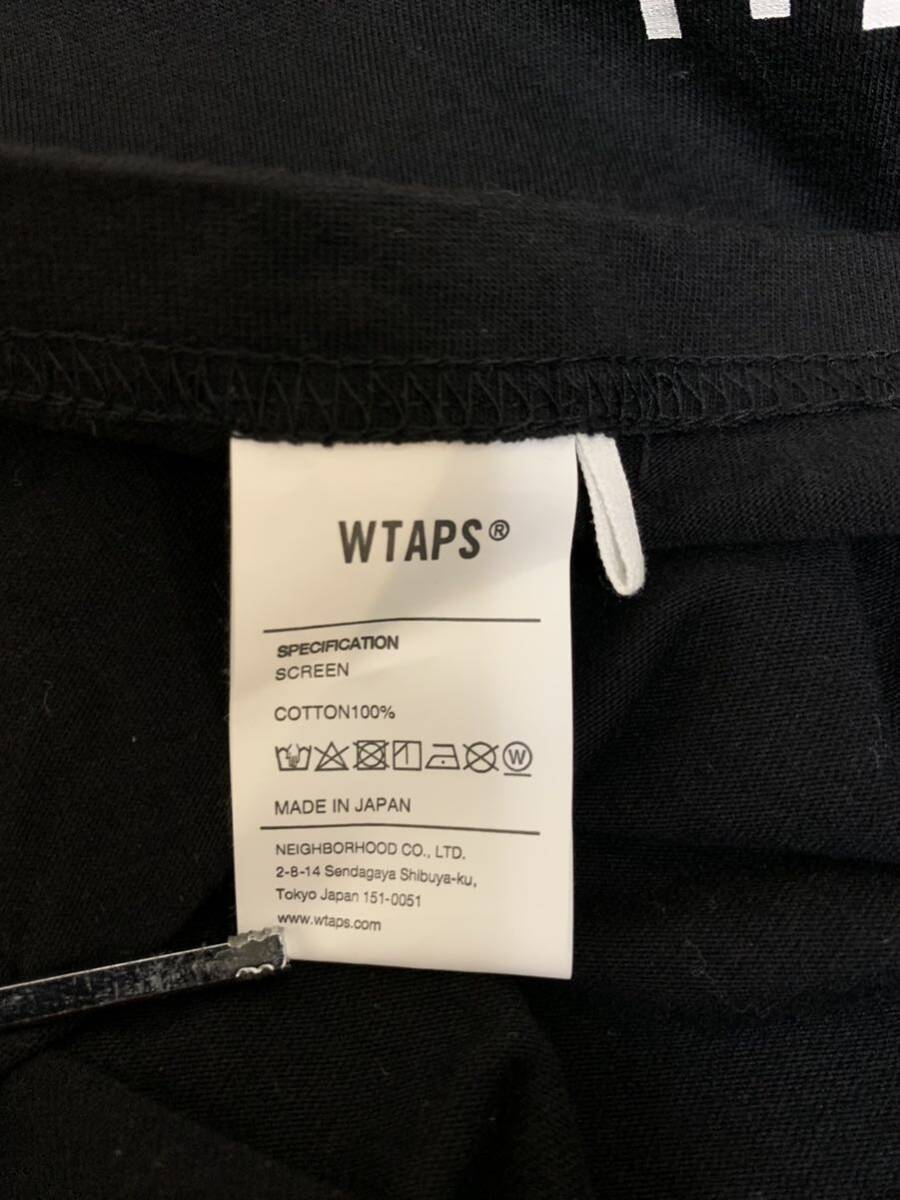 WTAPS®
SPECIFICATION
SCREEN
COTTON100%
W
MADE IN JAPAN
NEIGHBORHOOD CO., LTD.
2-8-14 Sendagaya Shibuya-ku,
Tokyo Japan 151-0051
www.wtaps.com